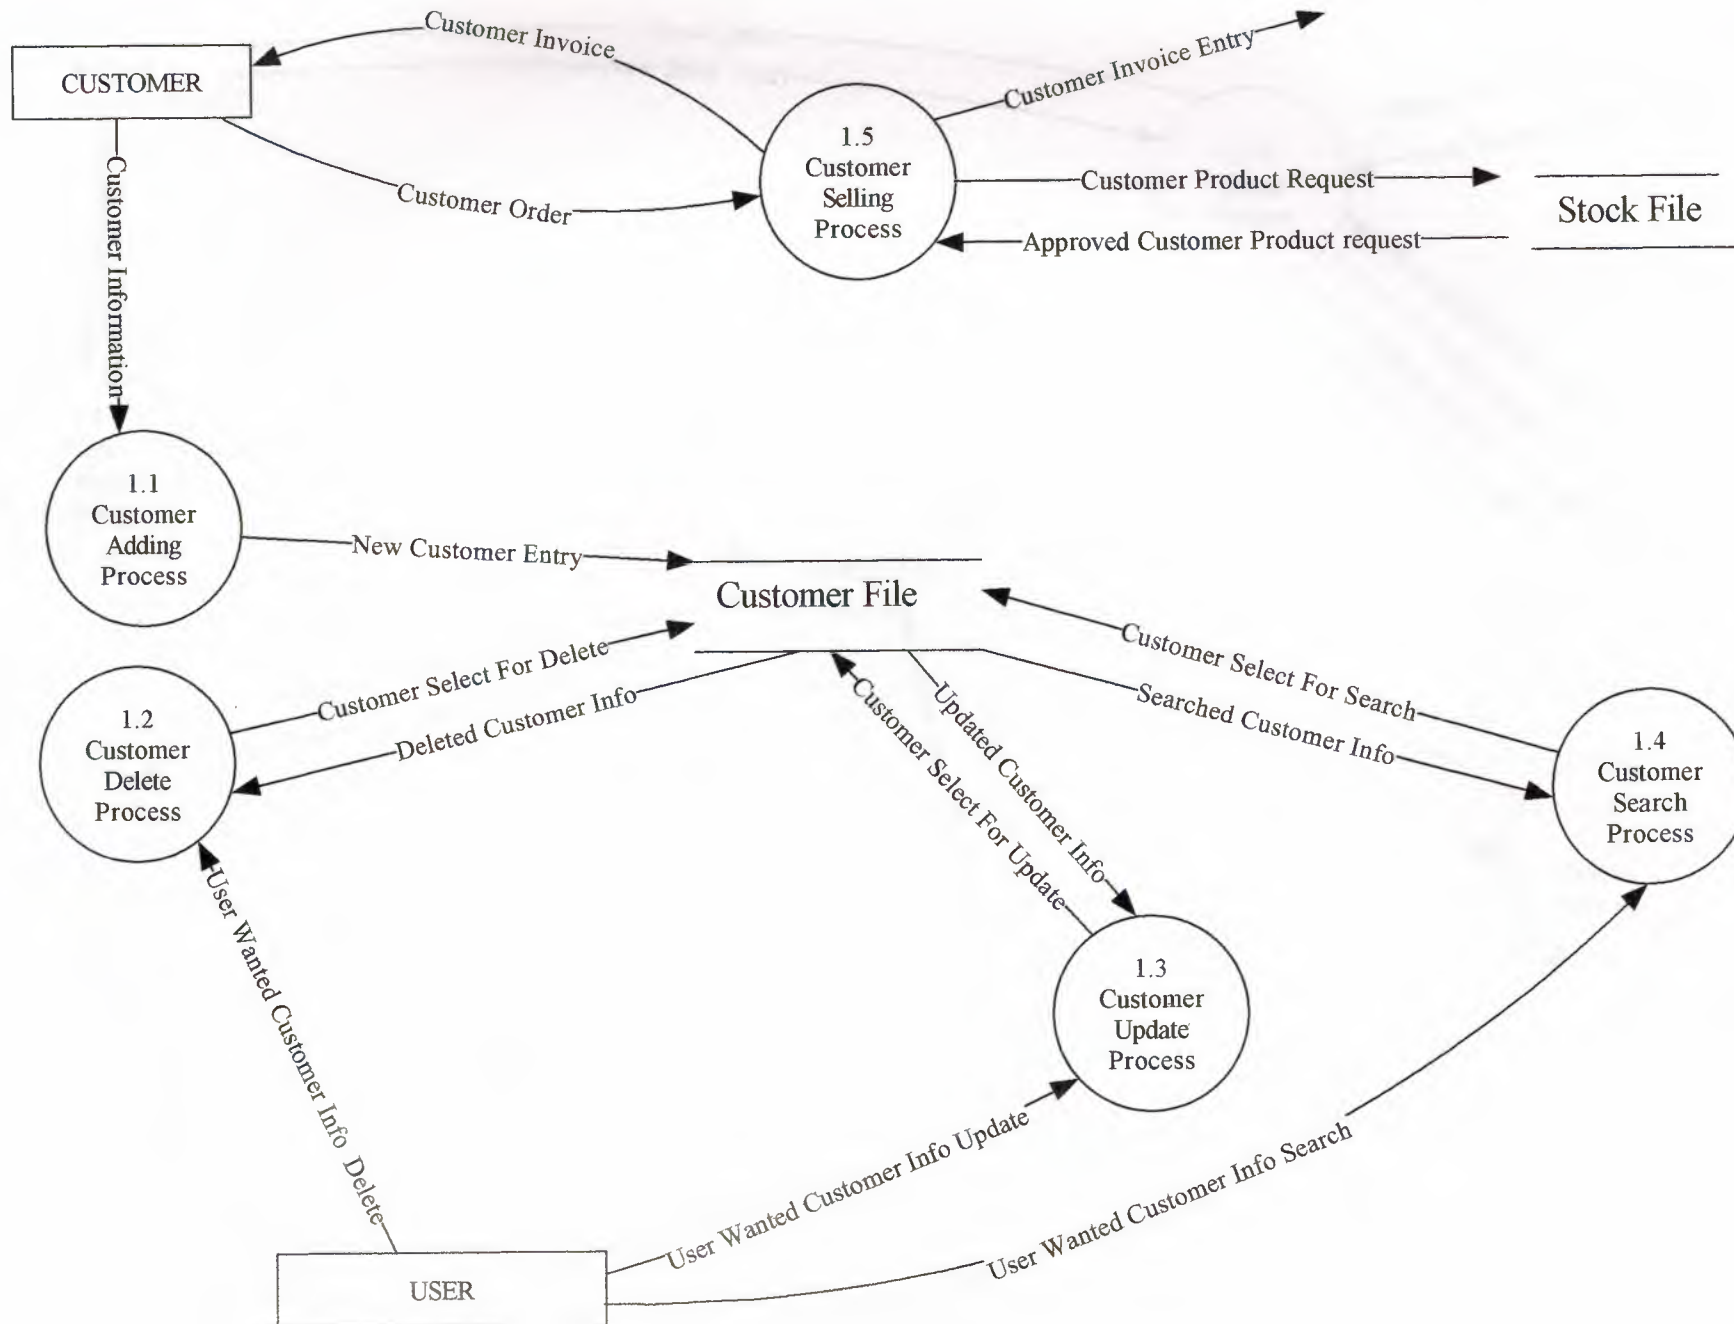 Customer Invoice
Customer Invoice Entry
CUSTOMER
1.5
Customer
Selling
Process
Customer Product Request
Customer Order
Stock File
Approved Customer Product request
Customer Information
1.1
Customer
Adding
Process
New Customer Entry
Customer File
Customer Select For Delete
Deleted Customer Info
Customer Select For Update
Updated Customer Info
Customer Select For Search
Searched Customer Info
1.2
Customer
Delete
Process
1.4
Customer
Search
Process
1.3
Customer
Update
Process
User Wanted Customer Info Delete
User Wanted Customer Info Update
User Wanted Customer Info Search
USER